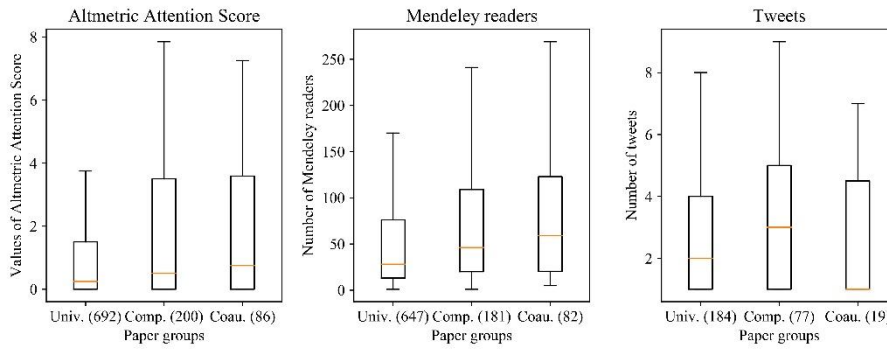 Altmetric Attention Score
Values of Altmetric Attention Score
8
6
4
2
0
Univ. (692) Comp. (200) Coau. (86)
Paper groups
Mendeley readers
Number of Mendeley readers
250
200
150
100
50
0
Univ. (647) Comp. (181) Coau. (82)
Paper groups
Tweets
Number of tweets
8
6
4
2
Univ. (184) Comp. (77) Coau. (19)
Paper groups